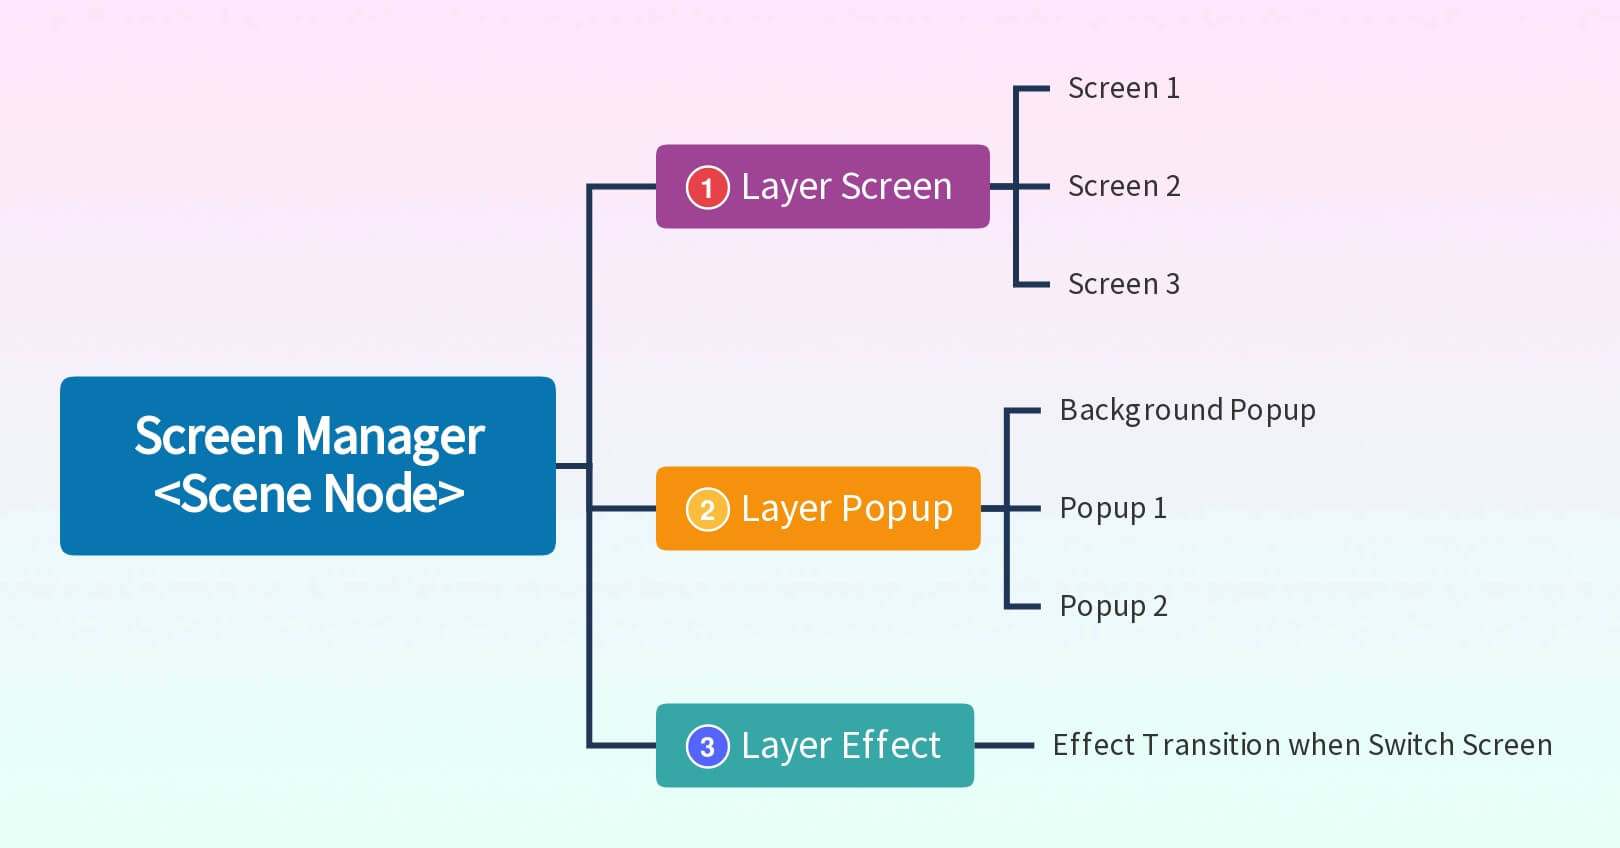 Screen Manager
<Scene Node>
1 Layer Screen
Screen 1
Screen 2
Screen 3
2 Layer Popup
Background Popup
Popup 1
Popup 2
3 Layer Effect
Effect Transition when Switch Screen